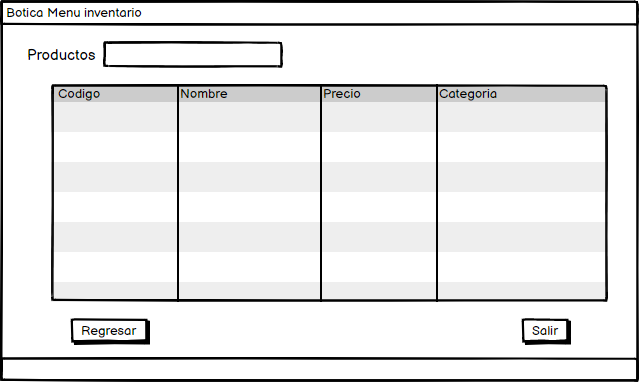 Botica Menu inventario
Productos
Codigo Nombre Precio Categoria
Regresar Salir